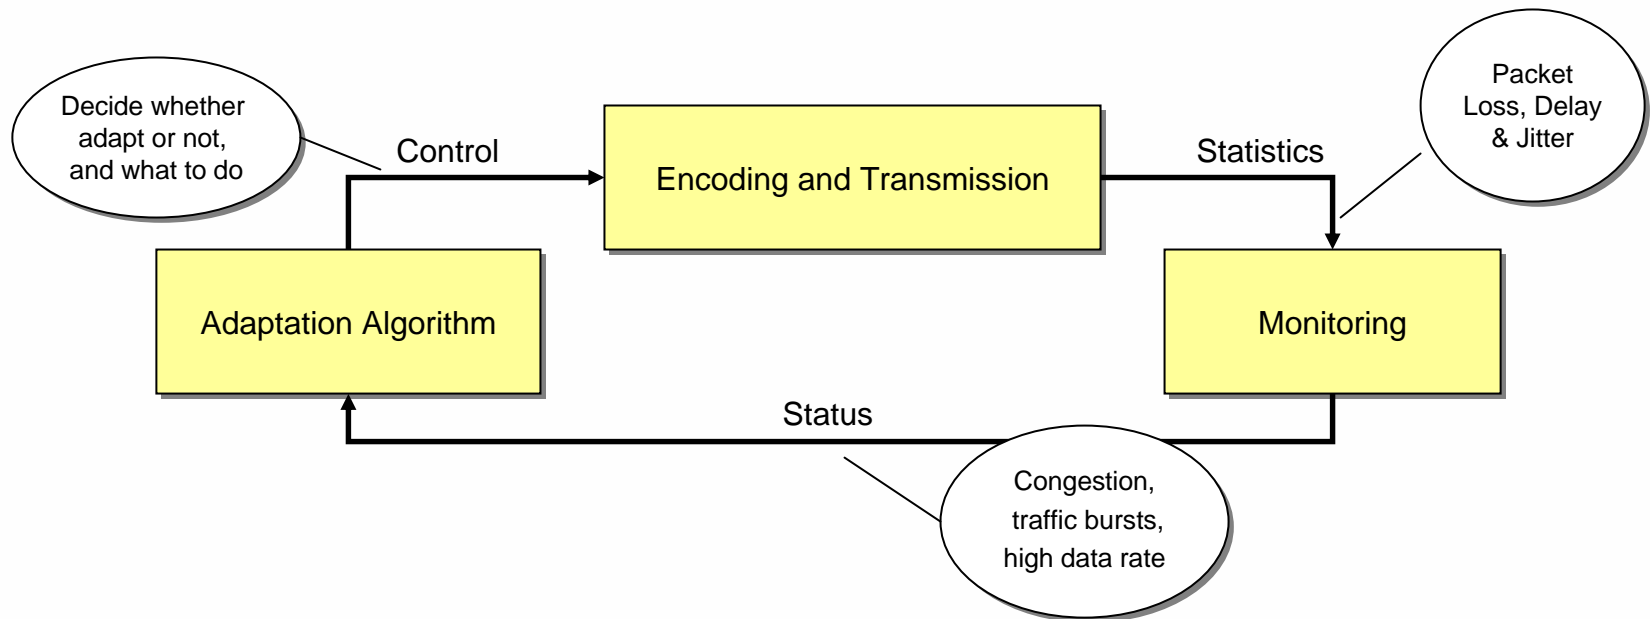 Decide whether
adapt or not,
and what to do
Control
Encoding and Transmission
Statistics
Packet
Loss, Delay
& Jitter
Adaptation Algorithm
Monitoring
Status
Congestion,
traffic bursts,
high data rate